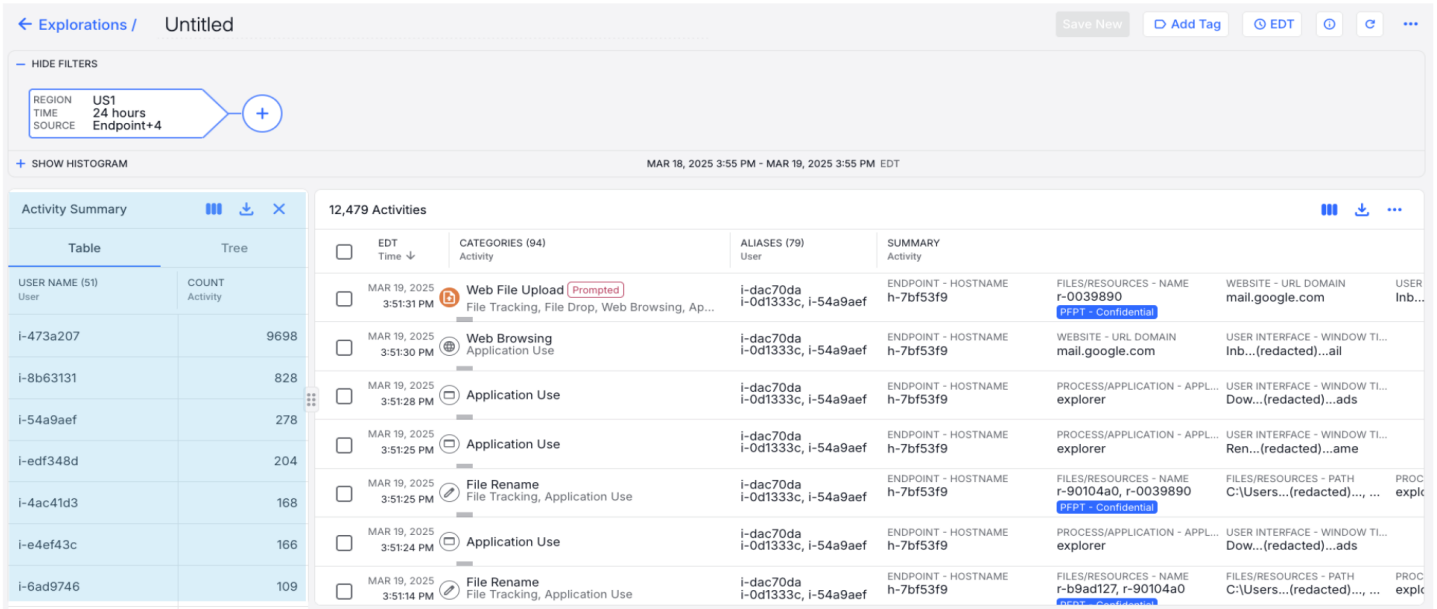 Explorations / Untitled
Save New Add Tag EDT
HIDE FILTERS
REGION US1
TIME 24 hours
SOURCE Endpoint+4
SHOW HISTOGRAM
MAR 18, 2025 3:55 PM - MAR 19, 2025 3:55 PM EDT
Activity Summary
Table Tree
USER NAME (51) COUNT
User Activity
i-473a207 9698
i-8b63131 828
i-54a9aef 278
i-edf348d 204
i-4ac41d3 168
i-e4ef43c 166
i-6ad9746 109
12,479 Activities
EDT CATEGORIES (94) ALIASES (79) SUMMARY
Time Activity User Activity
MAR 19, 2025 Web File Upload Prompted i-dac70da ENDPOINT - HOSTNAME FILES/RESOURCES - NAME WEBSITE - URL DOMAIN USER
3:51:31 PM File Tracking, File Drop, Web Browsing, Ap... i-0d1333c, i-54a9aef h-7bf53f9 r-0039890 mail.google.com Inb...
PFPT - Confidential
MAR 19, 2025 Web Browsing i-dac70da ENDPOINT - HOSTNAME WEBSITE - URL DOMAIN USER INTERFACE - WINDOW TI...
3:51:30 PM Application Use i-0d1333c, i-54a9aef h-7bf53f9 mail.google.com Inb...(redacted)...ail
MAR 19, 2025 Application Use i-dac70da ENDPOINT - HOSTNAME PROCESS/APPLICATION - APPL... USER INTERFACE - WINDOW TI...
3:51:28 PM i-0d1333c, i-54a9aef h-7bf53f9 explorer Dow...(redacted)...ads
MAR 19, 2025 Application Use i-dac70da ENDPOINT - HOSTNAME PROCESS/APPLICATION - APPL... USER INTERFACE - WINDOW TI...
3:51:25 PM i-0d1333c, i-54a9aef h-7bf53f9 explorer Ren...(redacted)...ame
MAR 19, 2025 File Rename i-dac70da ENDPOINT - HOSTNAME FILES/RESOURCES - NAME FILES/RESOURCES - PATH PROC
3:51:25 PM File Tracking, Application Use i-0d1333c, i-54a9aef h-7bf53f9 r-90104a0, r-0039890 C:\Users...(redacted)..., ... explo
PFPT - Confidential
MAR 19, 2025 Application Use i-dac70da ENDPOINT - HOSTNAME PROCESS/APPLICATION - APPL... USER INTERFACE - WINDOW TI...
3:51:24 PM i-0d1333c, i-54a9aef h-7bf53f9 explorer Dow...(redacted)...ads
MAR 19, 2025 File Rename i-dac70da ENDPOINT - HOSTNAME FILES/RESOURCES - NAME FILES/RESOURCES - PATH PROC
3:51:14 PM File Tracking, Application Use i-0d1333c, i-54a9aef h-7bf53f9 r-b9ad127, r-90104a0 C:\Users...(redacted)..., ... explo
PFPT - Confidential